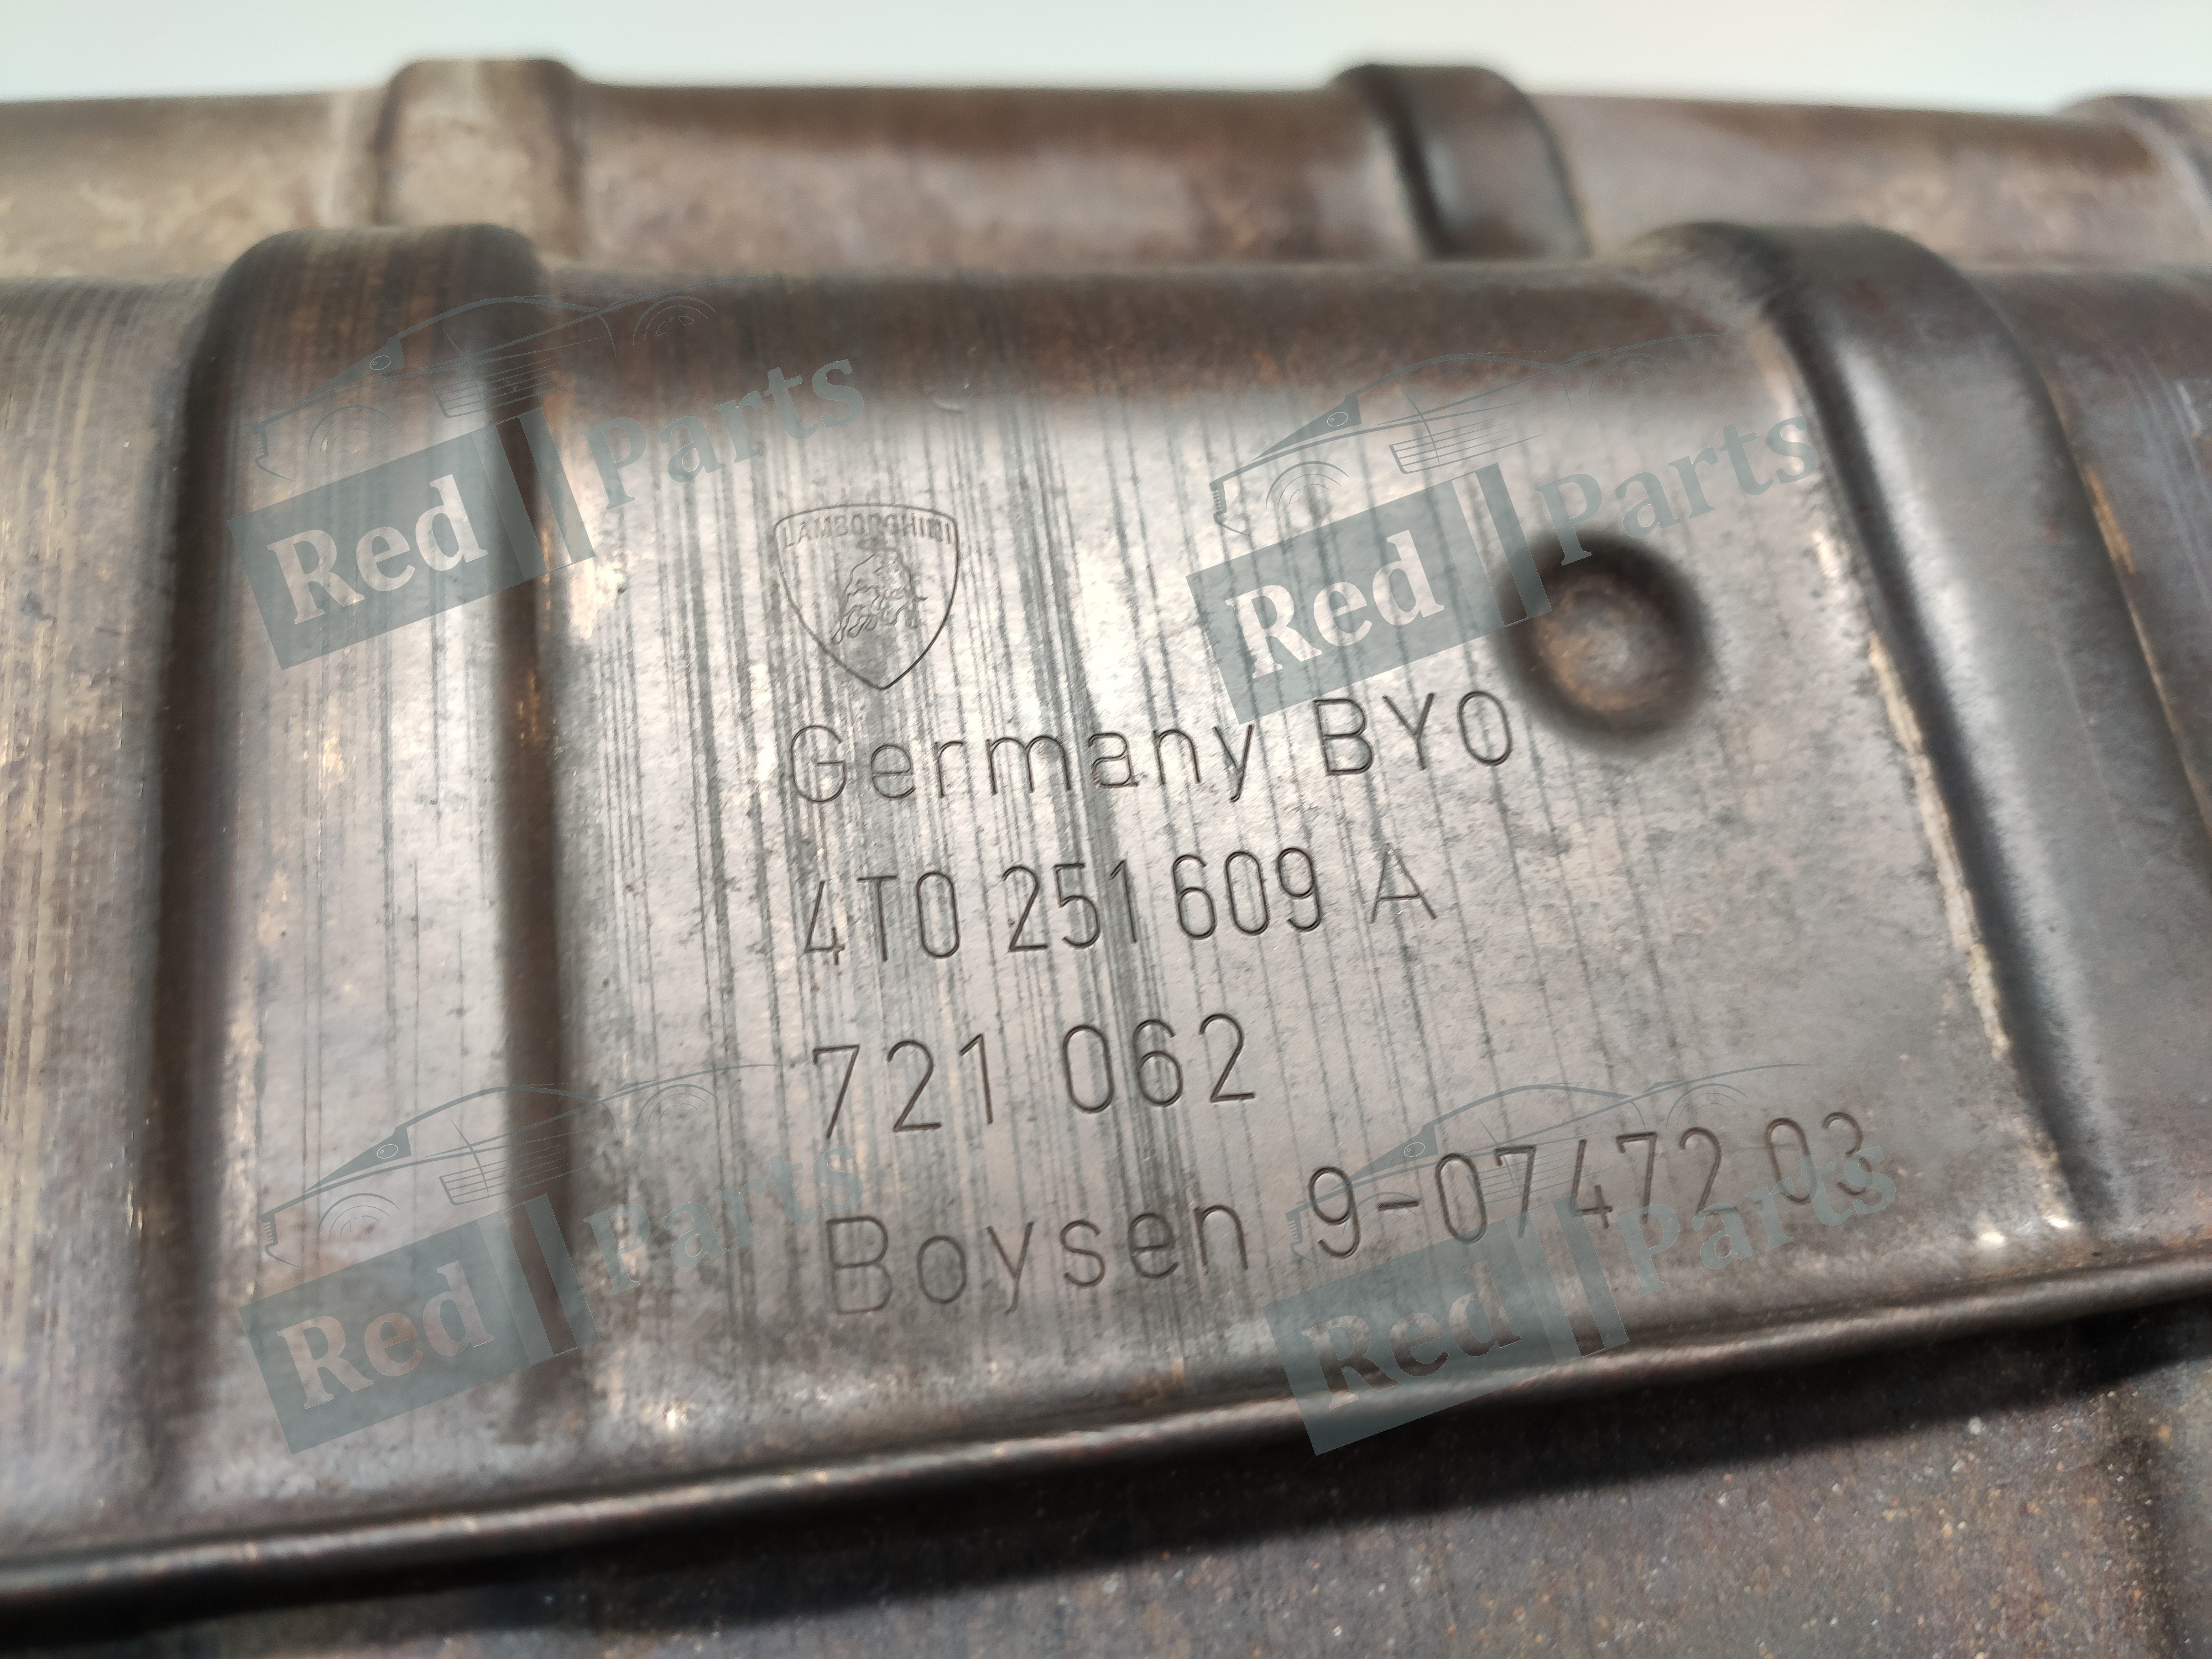 Red Parts
Red Parts
LAMBORGHINI
Germany BYO
4T0 251 609 A
721 062
Boysen 9-07472 03
Red Parts
Red Parts